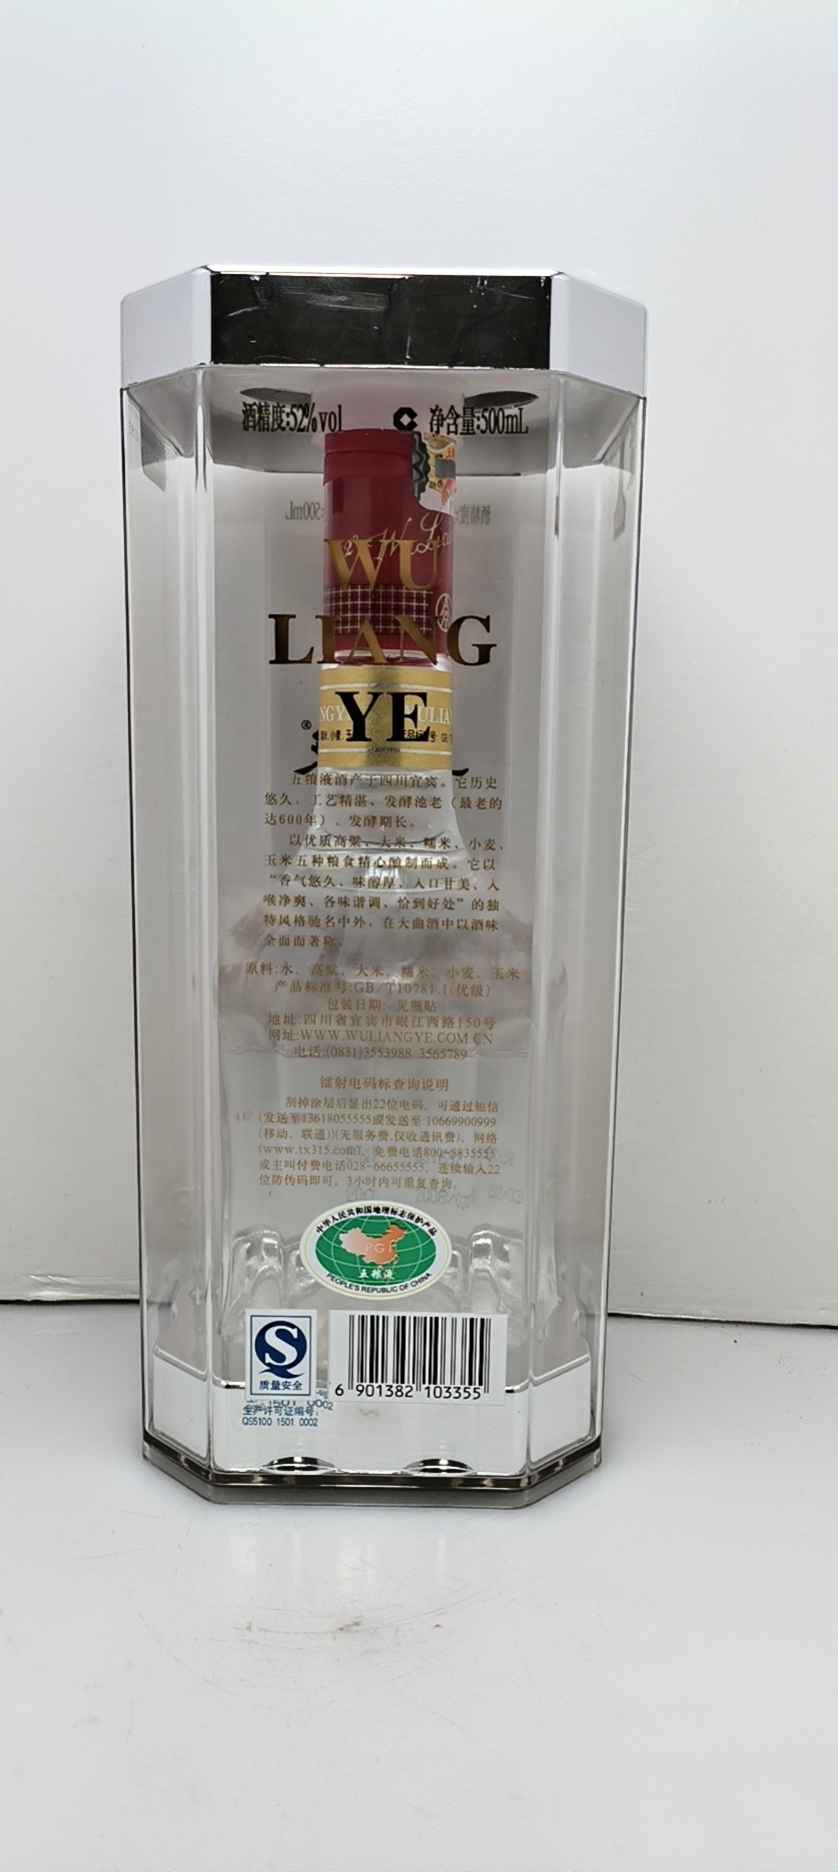 酒精度:52%vol 净含量:500mL
WU
LIANG
YE
五粮液酒产于四川宜宾。它历史
悠久、工艺精湛、发酵池老（最老的
达600年）、发酵期长。
以优质高粱、大米、糯米、小麦、
玉米五种粮食精心酿制而成。它以
“香气悠久、味醇厚、入口甘美、入
喉净爽、各味谐调、恰到好处”的独
特风格驰名中外，在大曲酒中以酒味
全面而著称。
原料:水、高粱、大米、糯米、小麦、玉米
产品标准号:GB/T10781.1(优级)
包装日期:见瓶贴
地址:四川省宜宾市岷江西路150号
网址:WWW.WULIANGYE.COM.CN
电话:(0831)3553988 3565789
镭射电码标查询说明
刮掉涂层后显出22位电码，可通过短信
(发送至13618055555或发送至:10669900999
(移动、联通))(无服务费,仅收通讯费)、网络
(www.tx315.com)、免费电话800-8835555
或主叫付费电话028-66655555，连续输入22
位防伪码即可，3小时内可重复查询。
中华人民共和国地理标志保护产品
PGI
五粮液
PEOPLE'S REPUBLIC OF CHINA
质量安全
6 901382 103355
生产许可证编号:
QS5100 1501 0002